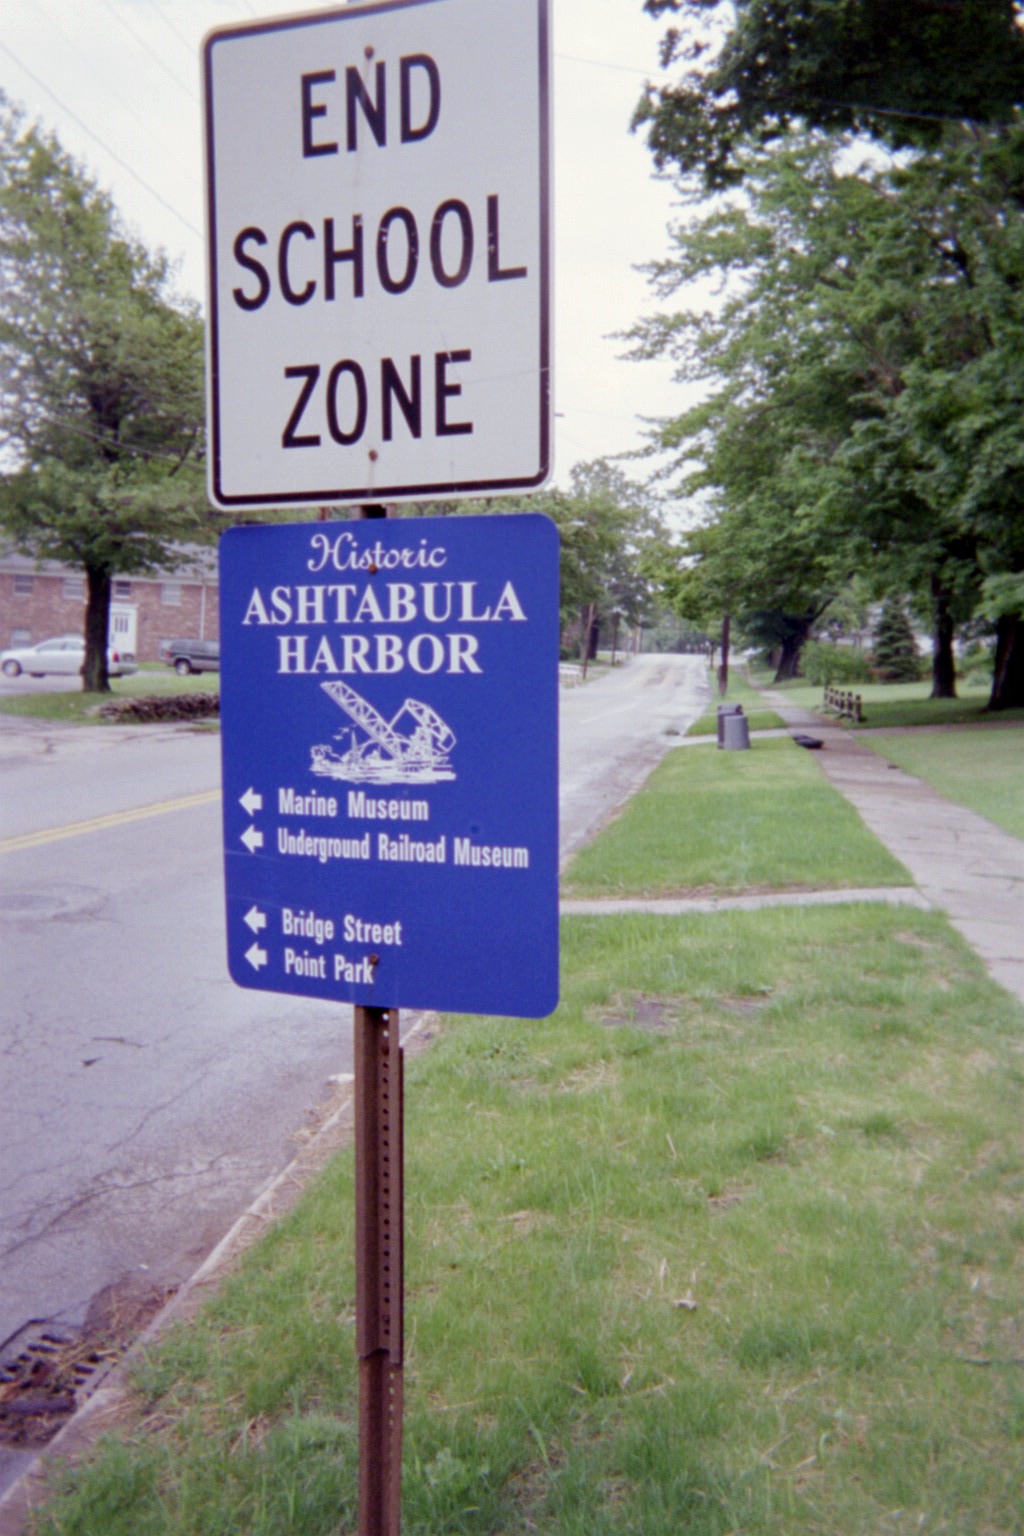 END
SCHOOL
ZONE
Historic
ASHTABULA
HARBOR
Marine Museum
Underground Railroad Museum
Bridge Street
Point Park